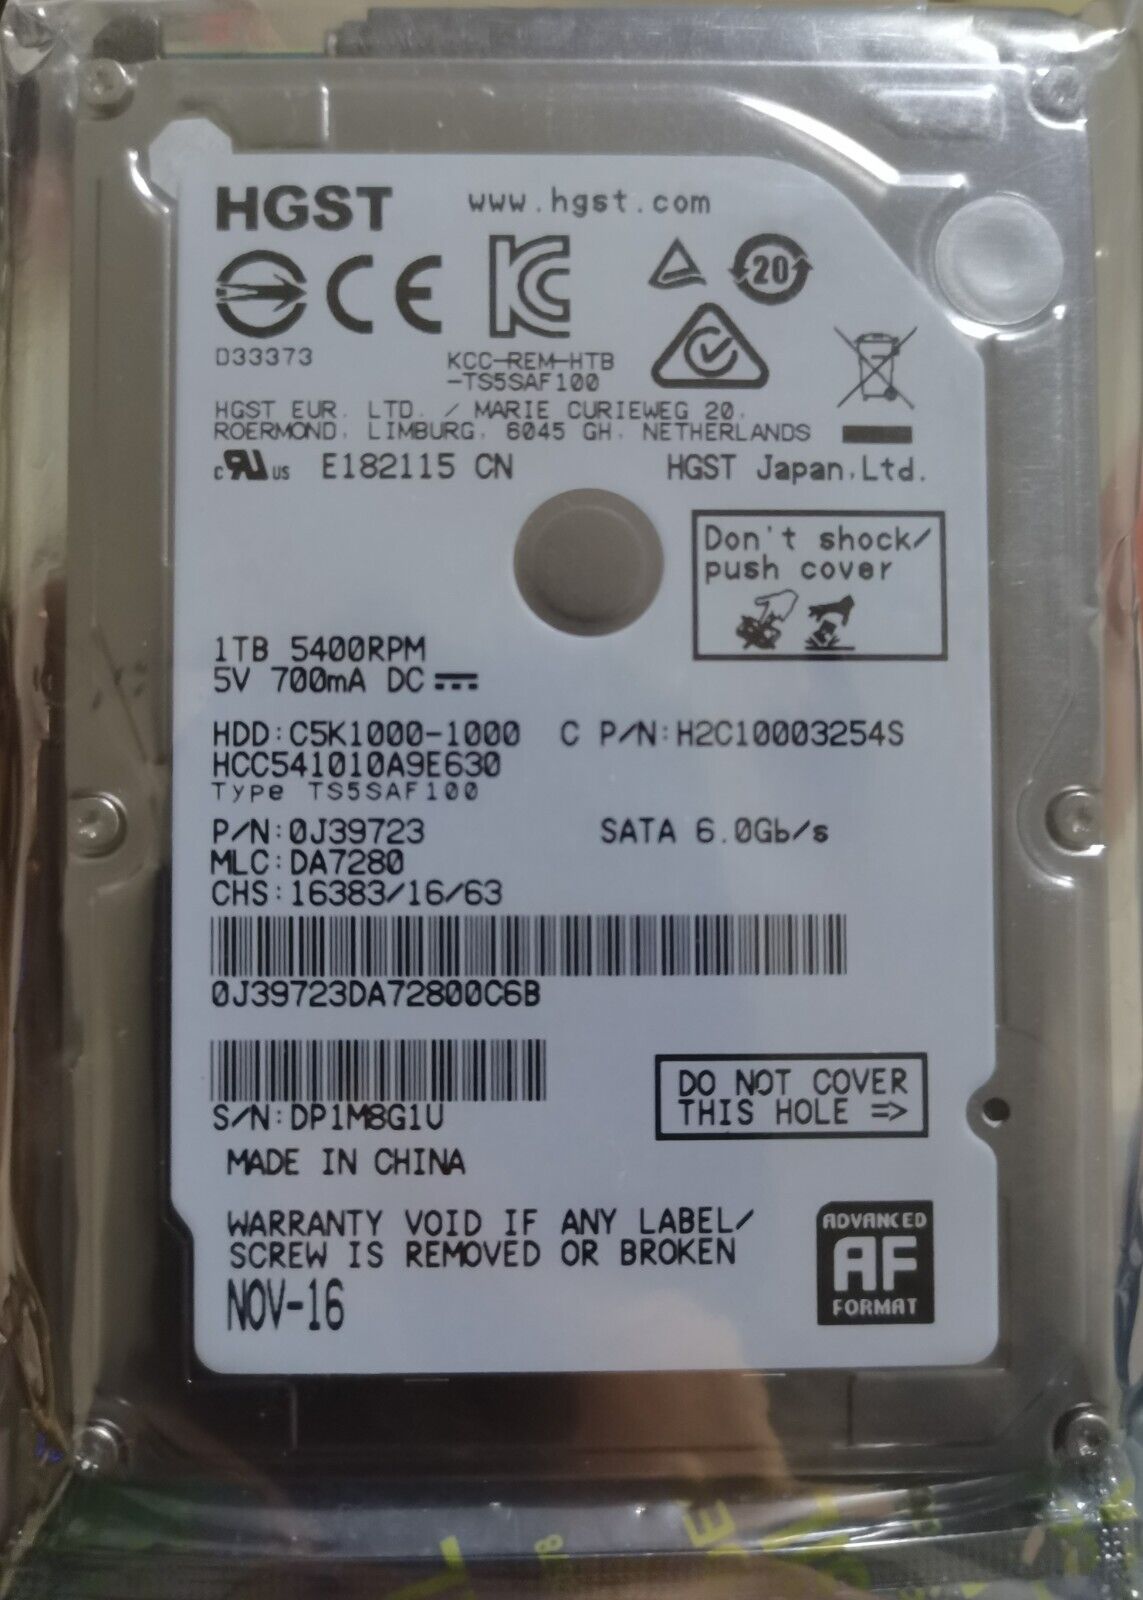 HGST www.hgst.com
CE
20
D33373
KCC-REM-HTB
-TS5SAF100
HGST EUR. LTD. / MARIE CURIEWEG 20,
ROERMOND, LIMBURG, 6045 GH, NETHERLANDS
c RU us E182115 CN HGST Japan,Ltd.
Don't shock/
push cover
1TB 5400RPM
5V 700mA DC
HDD:C5K1000-1000 C P/N:H2C10003254S
HCC541010A9E630
Type TS5SAF100
P/N:0J39723 SATA 6.0Gb/s
MLC:DA7280
CHS:16383/16/63
0J39723DA72800C6B
S/N:DP1M8G1U
DO NOT COVER
THIS HOLE =>
MADE IN CHINA
WARRANTY VOID IF ANY LABEL/
SCREW IS REMOVED OR BROKEN
NOV-16
ADVANCED
AF
FORMAT